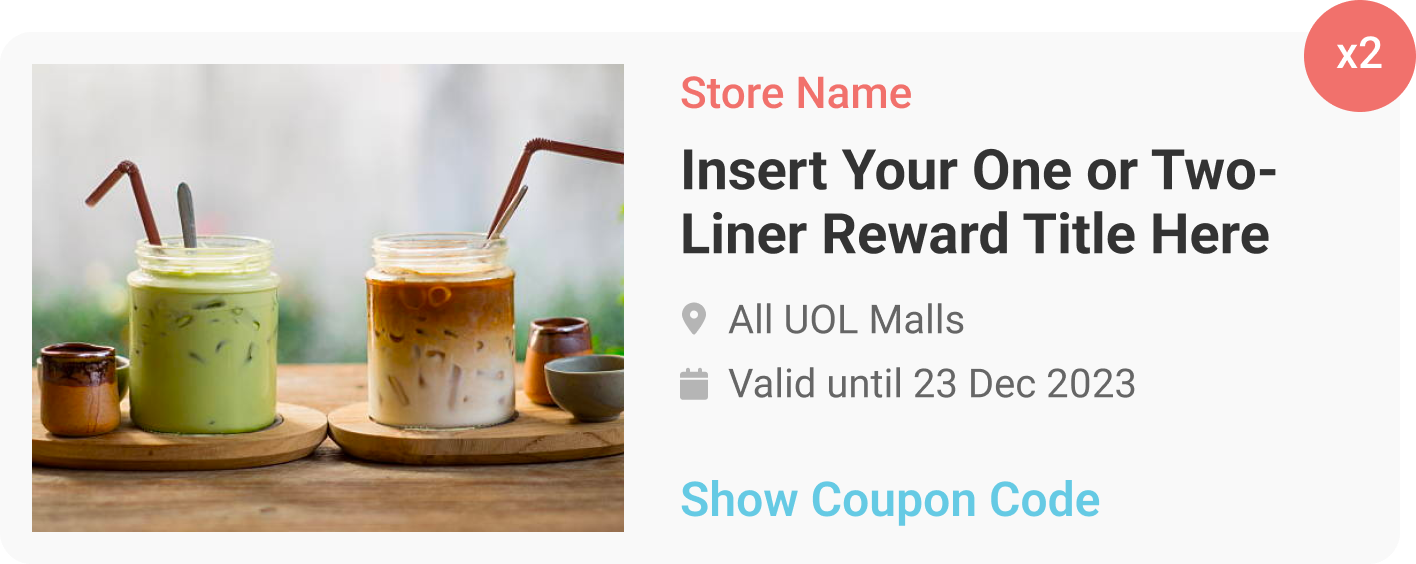 x2
Store Name
Insert Your One or Two-
Liner Reward Title Here
All UOL Malls
Valid until 23 Dec 2023
Show Coupon Code